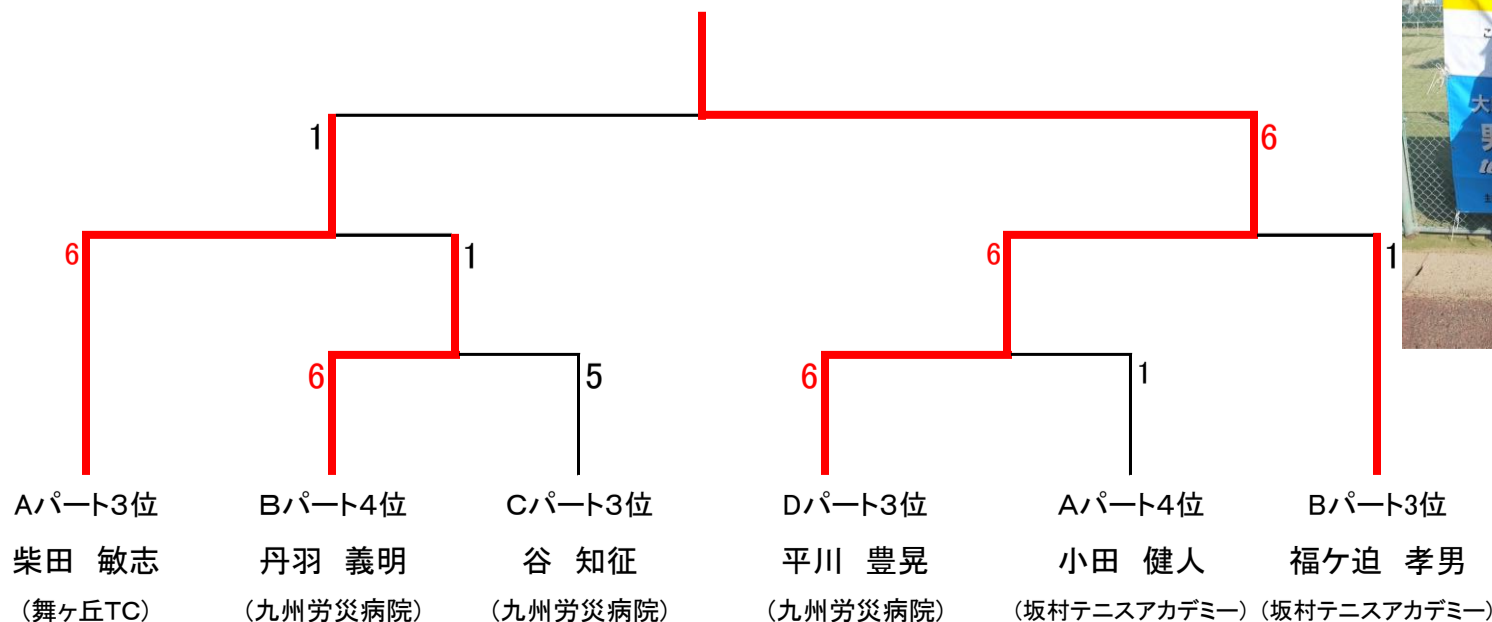 1
6
6
1
6
1
6
5
6
1
Aパート3位
Bパート4位
Cパート3位
Dパート3位
Aパート4位
Bパート3位
柴田 敏志
丹羽 義明
谷 知征
平川 豊晃
小田 健人
福ケ迫 孝男
(舞ヶ丘TC)
(九州労災病院)
(九州労災病院)
(九州労災病院)
(坂村テニスアカデミー)
(坂村テニスアカデミー)
大